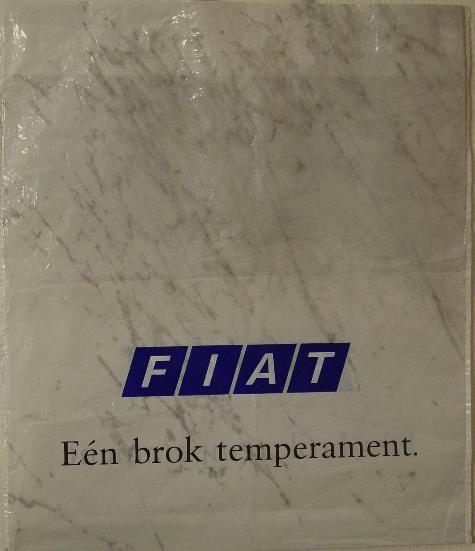 FIAT
Eén brok temperament.